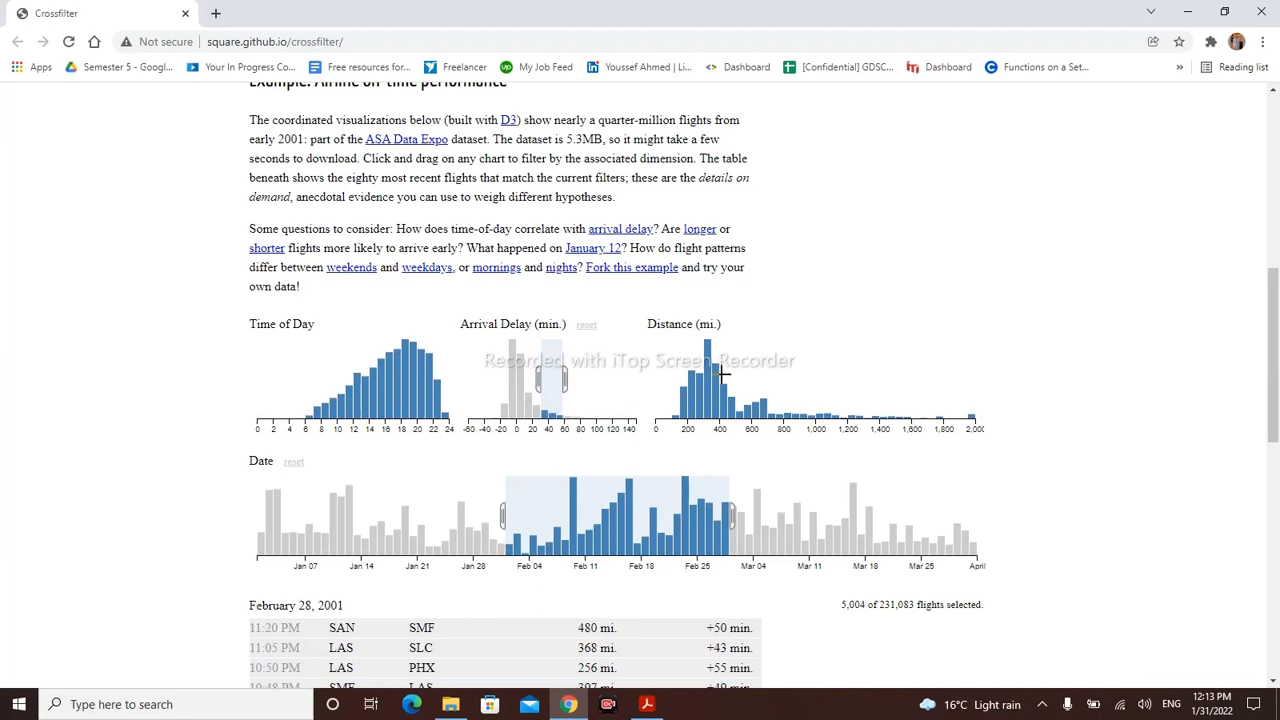 Crossfilter
Not secure
square.github.io/crossfilter/
Apps
Semester 5 - Googl...
Your In Progress Co...
Free resources for...
Freelancer
My Job Feed
Youssef Ahmed | Li...
Dashboard
[Confidential] GDSC...
Dashboard
Functions on a Set...
»
Reading list
Example: Airline on-time performance
The coordinated visualizations below (built with D3) show nearly a quarter-million flights from
early 2001: part of the ASA Data Expo dataset. The dataset is 5.3MB, so it might take a few
seconds to download. Click and drag on any chart to filter by the associated dimension. The table
beneath shows the eighty most recent flights that match the current filters; these are the details on
demand, anecdotal evidence you can use to weigh different hypotheses.
Some questions to consider: How does time-of-day correlate with arrival delay? Are longer or
shorter flights more likely to arrive early? What happened on January 12? How do flight patterns
differ between weekends and weekdays, or mornings and nights? Fork this example and try your
own data!
Time of Day
Arrival Delay (min.) reset
Distance (mi.)
Recorded with iTop Screen Recorder
0 2 4 6 8 10 12 14 16 18 20 22 24
-60 -40 -20 0 20 40 60 80 100 120 140
0 200 400 600 800 1,000 1,200 1,400 1,600 1,800 2,000
Date reset
Jan 07 Jan 14 Jan 21 Jan 28 Feb 04 Feb 11 Feb 18 Feb 25 Mar 04 Mar 11 Mar 18 Mar 25 April
February 28, 2001
5,004 of 231,083 flights selected.
11:20 PM SAN SMF 480 mi. +50 min.
11:05 PM LAS SLC 368 mi. +43 min.
10:50 PM LAS PHX 256 mi. +55 min.
10:48 PM SMF LAS 397 mi. +49 min.
Type here to search
16°C Light rain
ENG
12:13 PM
1/31/2022